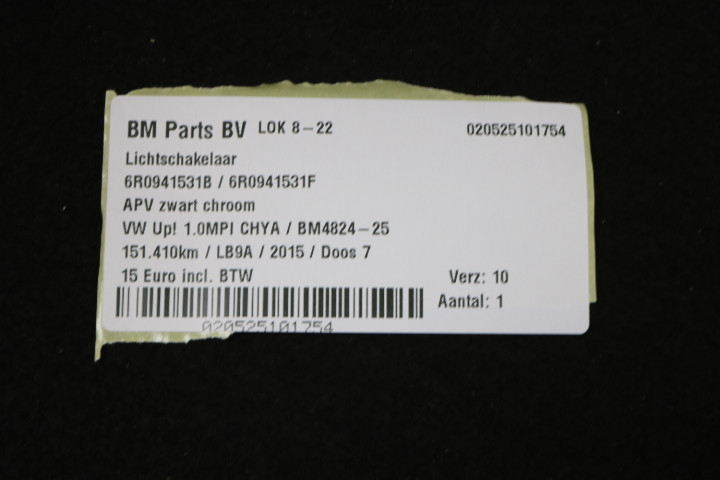 BM Parts BV LOK 8-22 020525101754
Lichtschakelaar
6R0941531B / 6R0941531F
APV zwart chroom
VW Up! 1.0MPI CHYA / BM4824-25
151.410km / LB9A / 2015 / Doos 7
15 Euro incl. BTW Verz: 10
Aantal: 1
020525101754